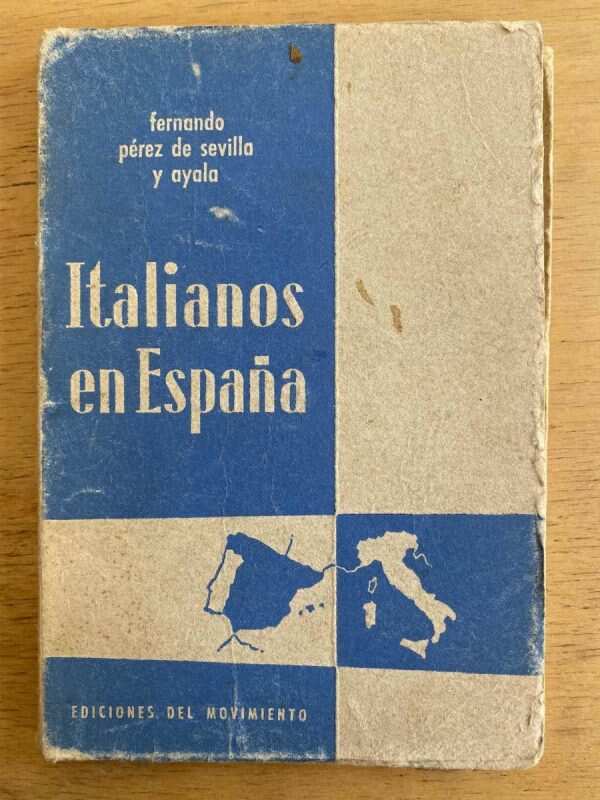 fernando
pérez de sevilla
y ayala
Italianos
en España
EDICIONES DEL MOVIMIENTO